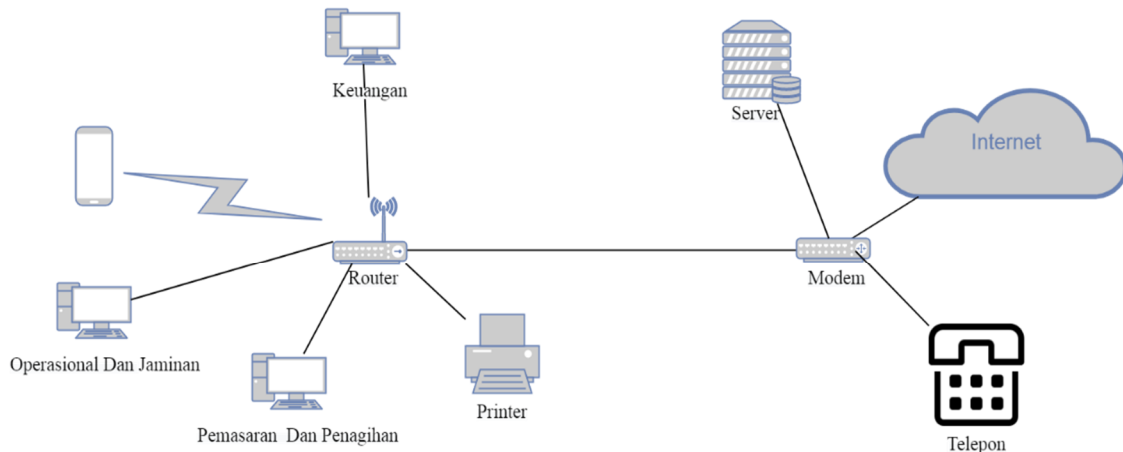 Keuangan
Server
Internet
Router
Modem
Operasional Dan Jaminan
Printer
Pemasaran  Dan Penagihan
Telepon